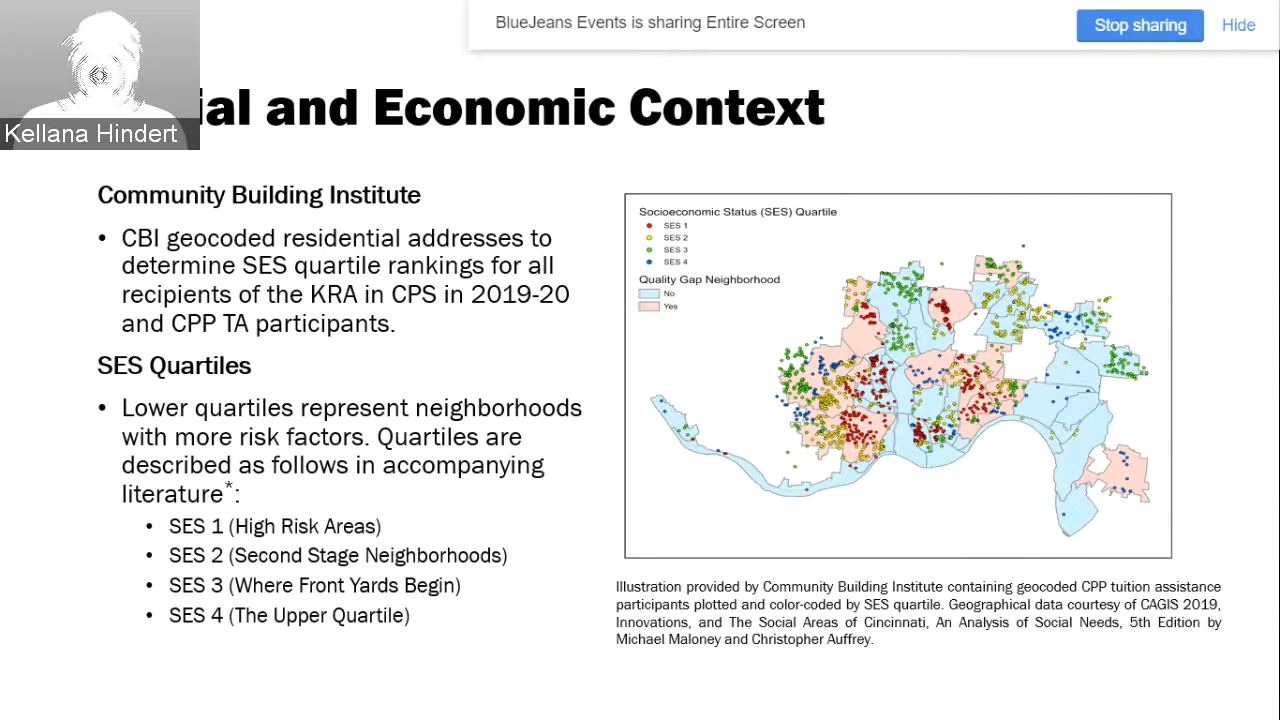 BlueJeans Events is sharing Entire Screen
Stop sharing
Hide
Kellana Hindert
ial and Economic Context
Community Building Institute
• CBI geocoded residential addresses to
determine SES quartile rankings for all
recipients of the KRA in CPS in 2019-20
and CPP TA participants.
SES Quartiles
• Lower quartiles represent neighborhoods
with more risk factors. Quartiles are
described as follows in accompanying
literature*:
• SES 1 (High Risk Areas)
• SES 2 (Second Stage Neighborhoods)
• SES 3 (Where Front Yards Begin)
• SES 4 (The Upper Quartile)
Socioeconomic Status (SES) Quartile
SES 1
SES 2
SES 3
SES 4
Quality Gap Neighborhood
No
Yes
Illustration provided by Community Building Institute containing geocoded CPP tuition assistance
participants plotted and color-coded by SES quartile. Geographical data courtesy of CAGIS 2019,
Innovations, and The Social Areas of Cincinnati, An Analysis of Social Needs, 5th Edition by
Michael Maloney and Christopher Auffrey.